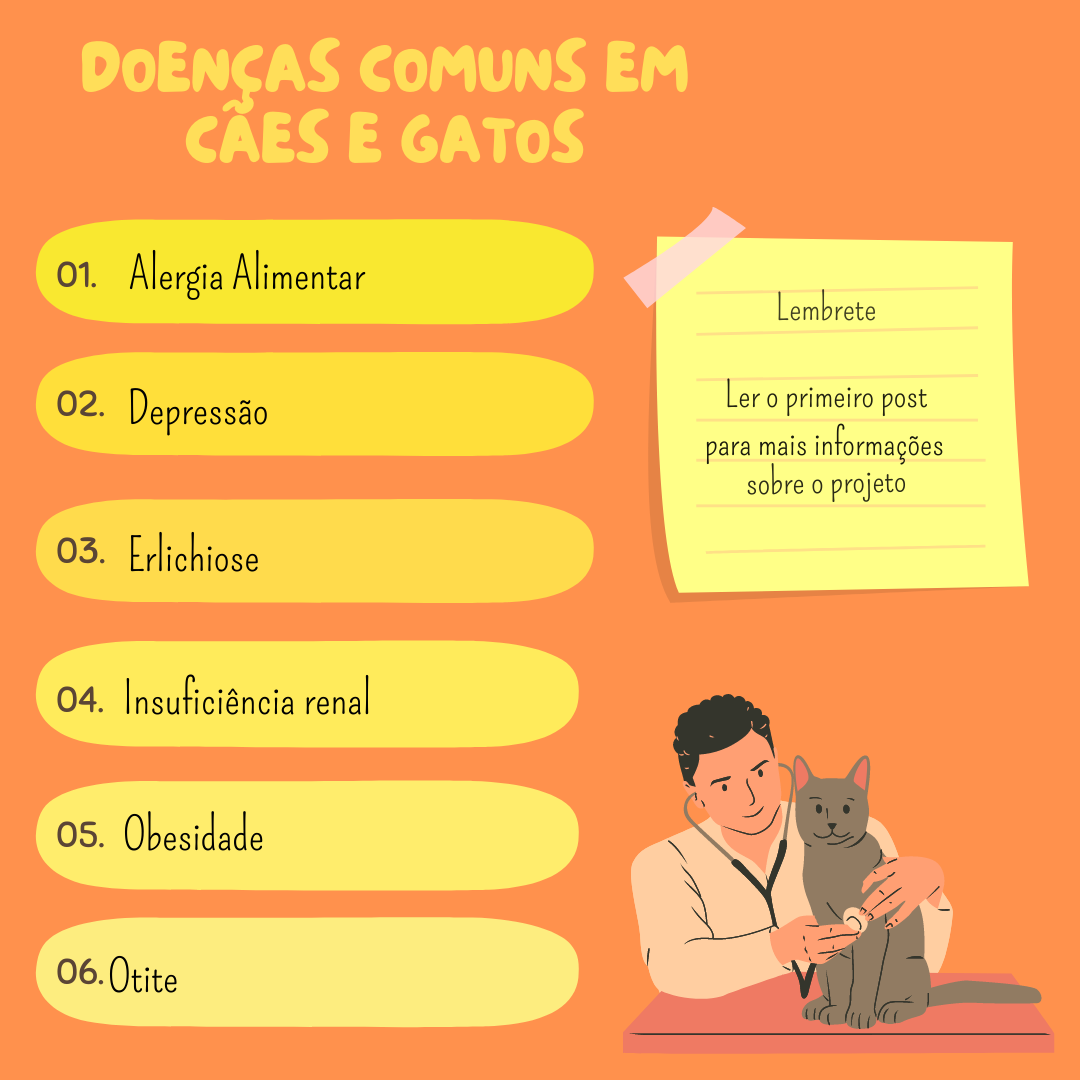 DOENÇAS COMUNS EM
CÃES E GATOS
01. Alergia Alimentar
02. Depressão
03. Erlichiose
04. Insuficiência renal
05. Obesidade
06. Otite
Lembrete
Ler o primeiro post
para mais informações
sobre o projeto